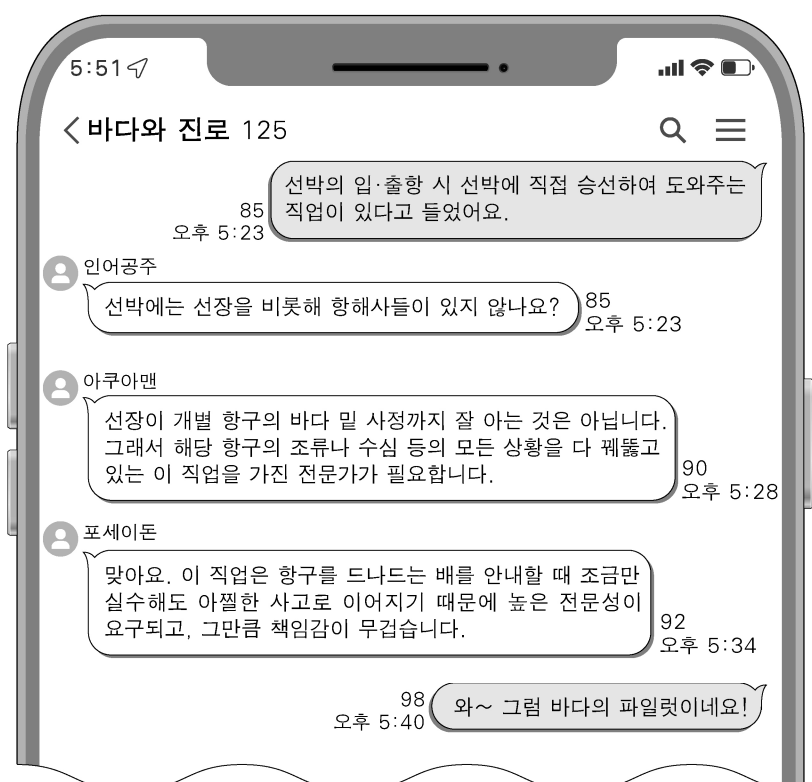 5:51
바다와 진로 125
선박의 입·출항 시 선박에 직접 승선하여 도와주는
직업이 있다고 들었어요.
85
오후 5:23
인어공주
선박에는 선장을 비롯해 항해사들이 있지 않나요?
85
오후 5:23
아쿠아맨
선장이 개별 항구의 바다 밑 사정까지 잘 아는 것은 아닙니다.
그래서 해당 항구의 조류나 수심 등의 모든 상황을 다 꿰뚫고
있는 이 직업을 가진 전문가가 필요합니다.
90
오후 5:28
포세이돈
맞아요. 이 직업은 항구를 드나드는 배를 안내할 때 조금만
실수해도 아찔한 사고로 이어지기 때문에 높은 전문성이
요구되고, 그만큼 책임감이 무겁습니다.
92
오후 5:34
98
오후 5:40
와~ 그럼 바다의 파일럿이네요!